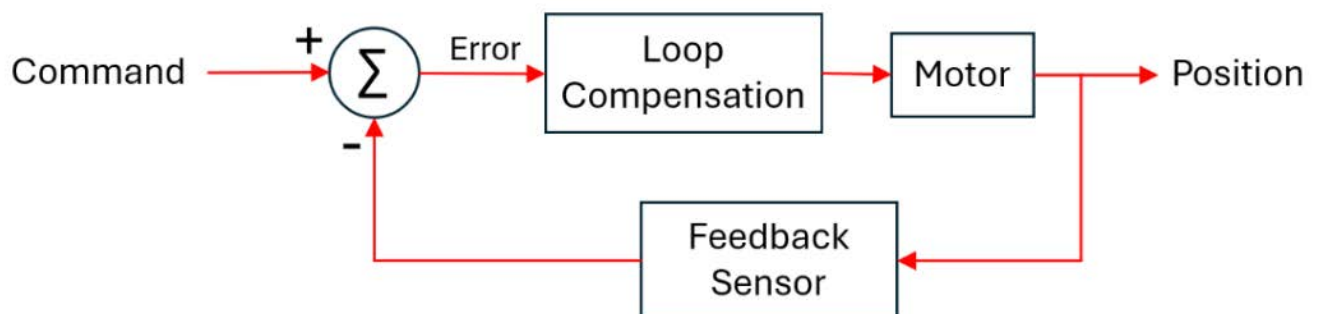 Command
+
Σ
-
Error
Loop
Compensation
Motor
Position
Feedback
Sensor